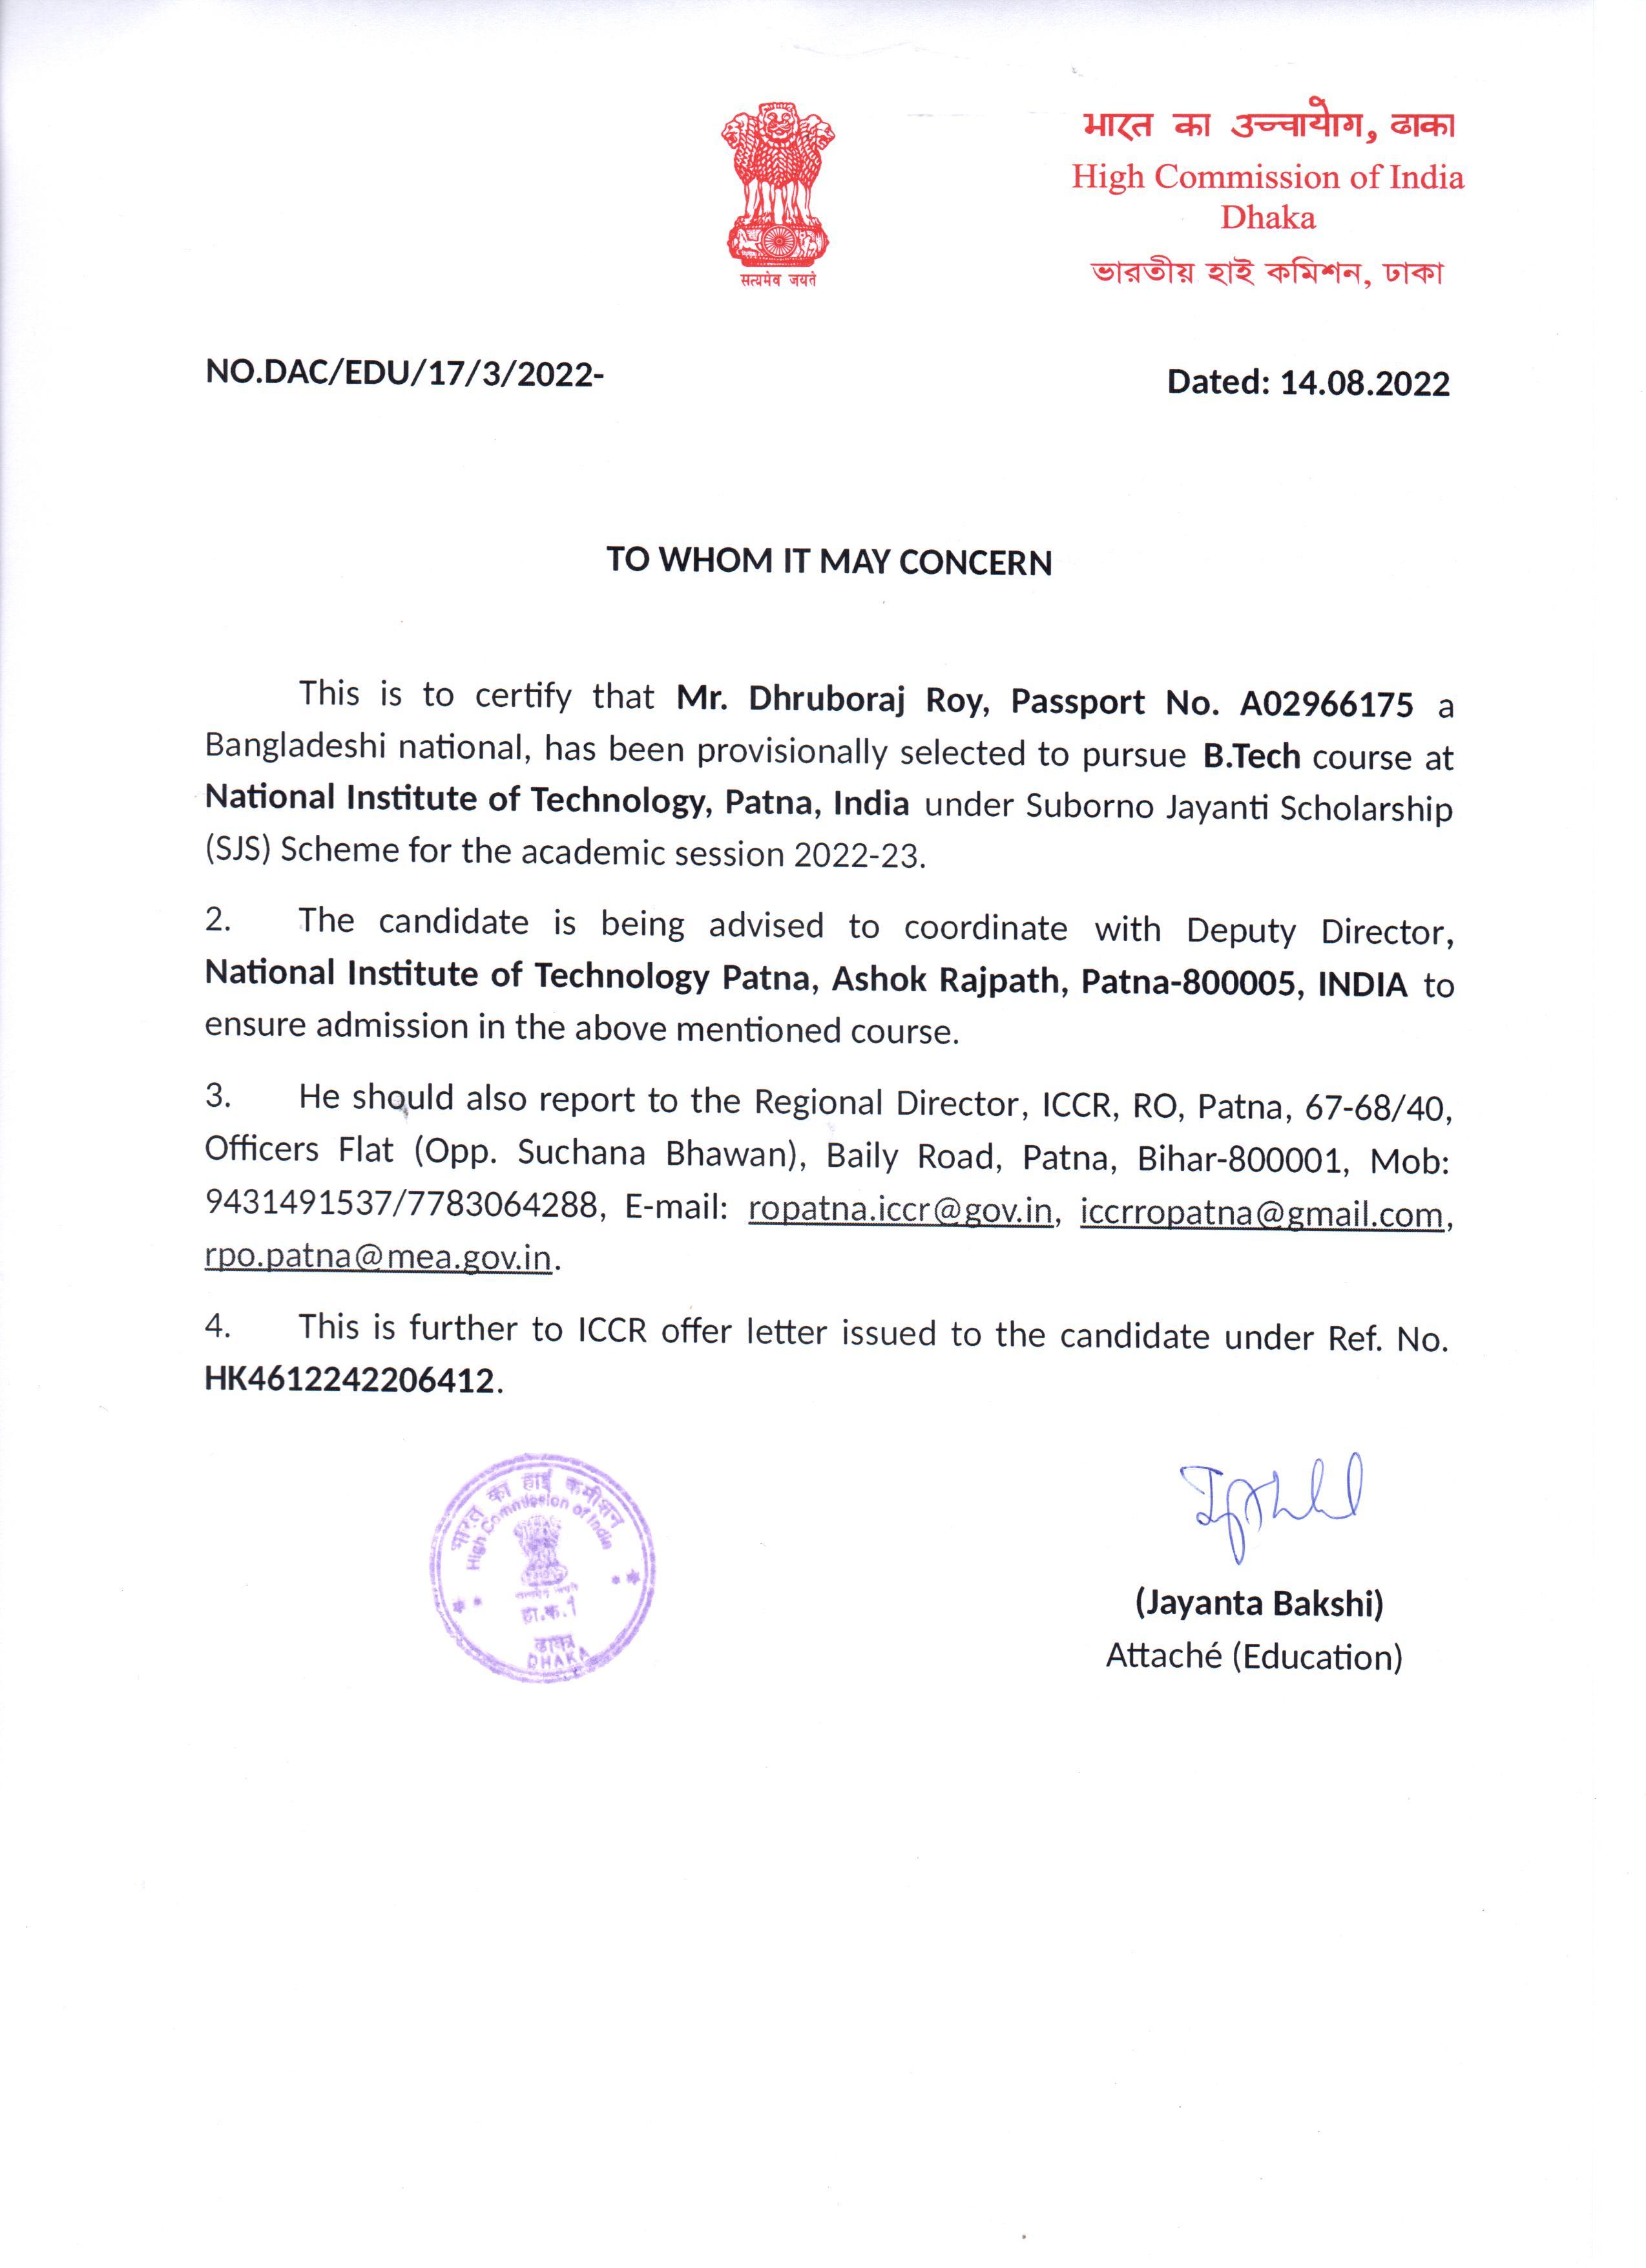 भारत का उच्चायोग, ढाका
High Commission of India
Dhaka
ভারতীয় হাই কমিশন, ঢাকা
सत्यमेव जयते
NO.DAC/EDU/17/3/2022-
Dated: 14.08.2022
TO WHOM IT MAY CONCERN
This is to certify that Mr. Dhruboraj Roy, Passport No. A02966175 a
Bangladeshi national, has been provisionally selected to pursue B.Tech course at
National Institute of Technology, Patna, India under Suborno Jayanti Scholarship
(SJS) Scheme for the academic session 2022-23.
2. The candidate is being advised to coordinate with Deputy Director,
National Institute of Technology Patna, Ashok Rajpath, Patna-800005, INDIA to
ensure admission in the above mentioned course.
3. He should also report to the Regional Director, ICCR, RO, Patna, 67-68/40,
Officers Flat (Opp. Suchana Bhawan), Baily Road, Patna, Bihar-800001, Mob:
9431491537/7783064288, E-mail: ropatna.iccr@gov.in, iccrropatna@gmail.com,
rpo.patna@mea.gov.in.
4. This is further to ICCR offer letter issued to the candidate under Ref. No.
HK4612242206412.
भारत का हाई कमीशन
High Commission of India
हा.क.1
ढाका
DHAKA
(Jayanta Bakshi)
Attaché (Education)